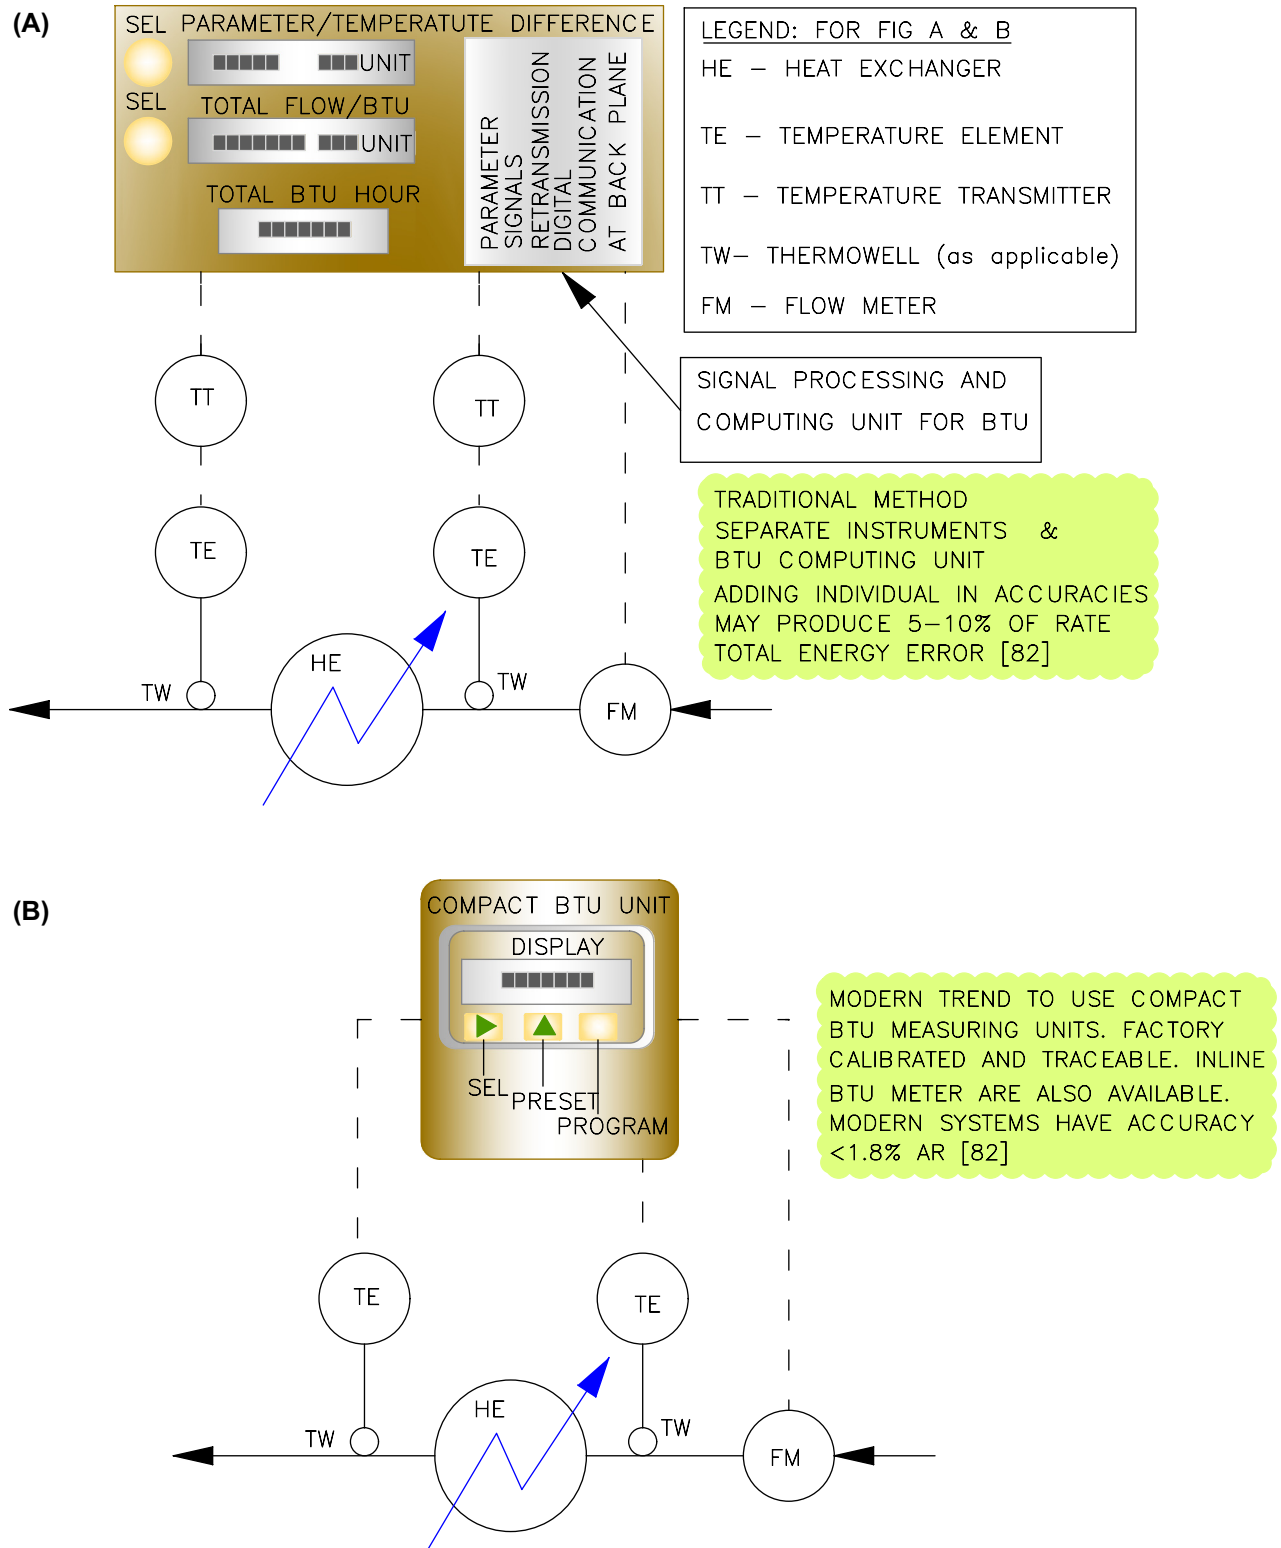 (A)
SEL PARAMETER/TEMPERATUTE DIFFERENCE
UNIT
SEL
TOTAL FLOW/BTU
UNIT
TOTAL BTU HOUR
PARAMETER
SIGNALS
RETRANSMISSION
DIGITAL
COMMUNICATION
AT BACK PLANE
LEGEND: FOR FIG A & B
HE – HEAT EXCHANGER
TE – TEMPERATURE ELEMENT
TT – TEMPERATURE TRANSMITTER
TW– THERMOWELL (as applicable)
FM – FLOW METER
SIGNAL PROCESSING AND
COMPUTING UNIT FOR BTU
TT
TT
TE
TE
TRADITIONAL METHOD
SEPARATE INSTRUMENTS &
BTU COMPUTING UNIT
ADDING INDIVIDUAL IN ACCURACIES
MAY PRODUCE 5–10% OF RATE
TOTAL ENERGY ERROR [82]
HE
TW
TW
FM
(B)
COMPACT BTU UNIT
DISPLAY
SEL
PRESET
PROGRAM
MODERN TREND TO USE COMPACT
BTU MEASURING UNITS. FACTORY
CALIBRATED AND TRACEABLE. INLINE
BTU METER ARE ALSO AVAILABLE.
MODERN SYSTEMS HAVE ACCURACY
<1.8% AR [82]
TE
TE
HE
TW
TW
FM